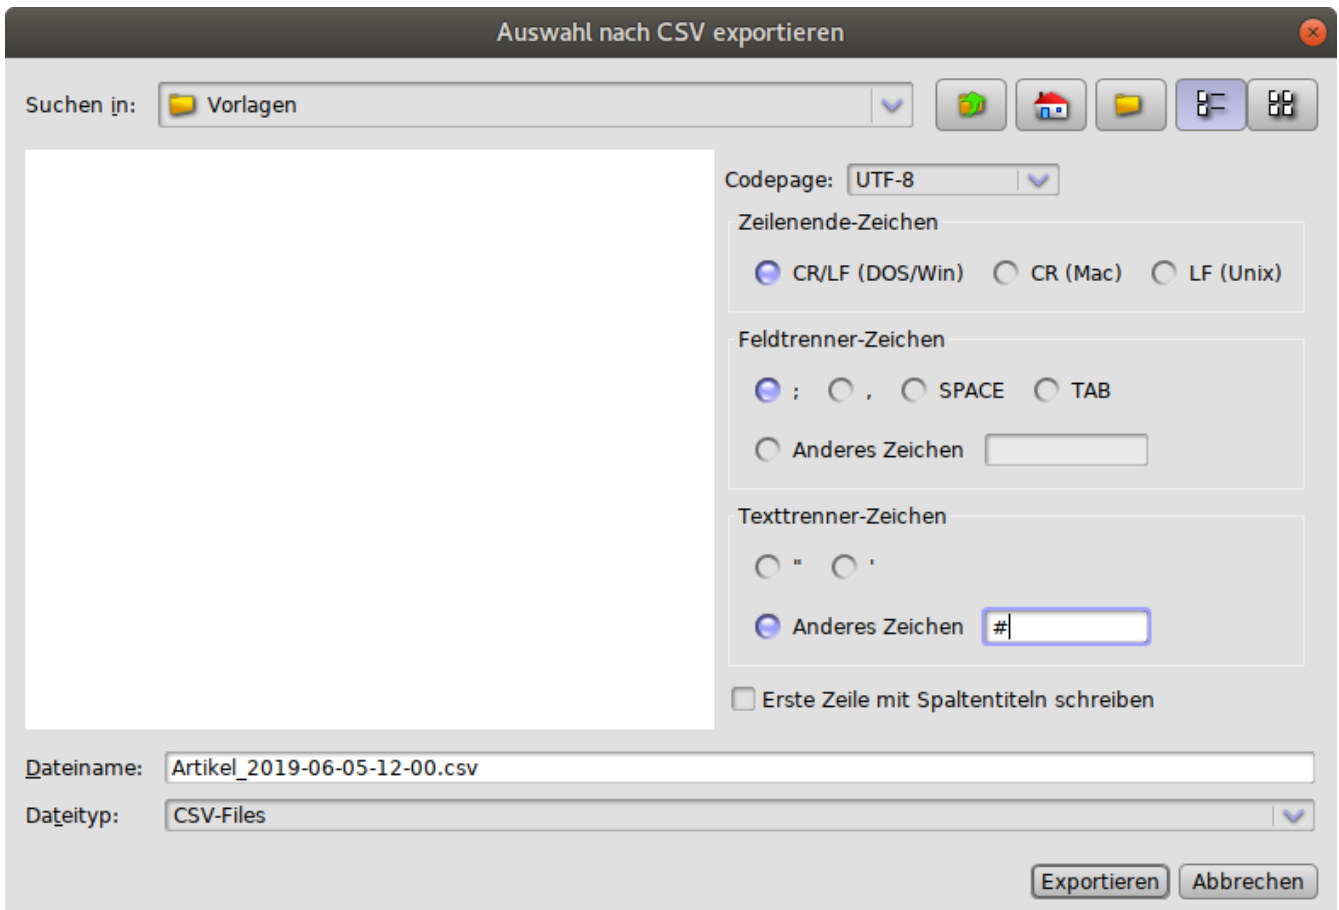 Auswahl nach CSV exportieren
Suchen in: Vorlagen
Codepage: UTF-8
Zeilenende-Zeichen
CR/LF (DOS/Win) CR (Mac) LF (Unix)
Feldtrenner-Zeichen
; , SPACE TAB
Anderes Zeichen
Texttrenner-Zeichen
" '
Anderes Zeichen #
Erste Zeile mit Spaltentiteln schreiben
Dateiname: Artikel_2019-06-05-12-00.csv
Dateityp: CSV-Files
Exportieren Abbrechen